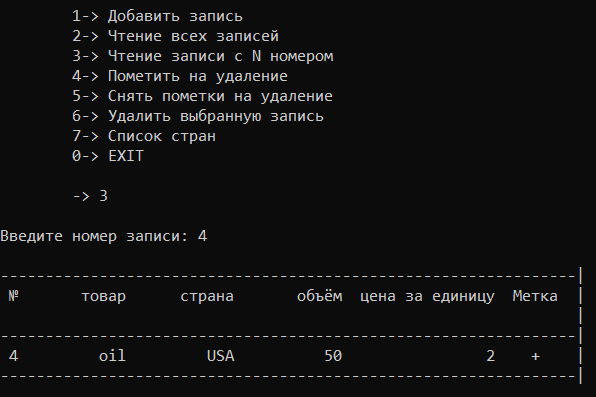 1-> Добавить запись
2-> Чтение всех записей
3-> Чтение записи с N номером
4-> Пометить на удаление
5-> Снять пометки на удаление
6-> Удалить выбранную запись
7-> Список стран
0-> EXIT
-> 3
Введите номер записи: 4
----------------------------------------------------------------|
№ товар страна объём цена за единицу Метка |
|
----------------------------------------------------------------|
4 oil USA 50 2 + |
----------------------------------------------------------------|